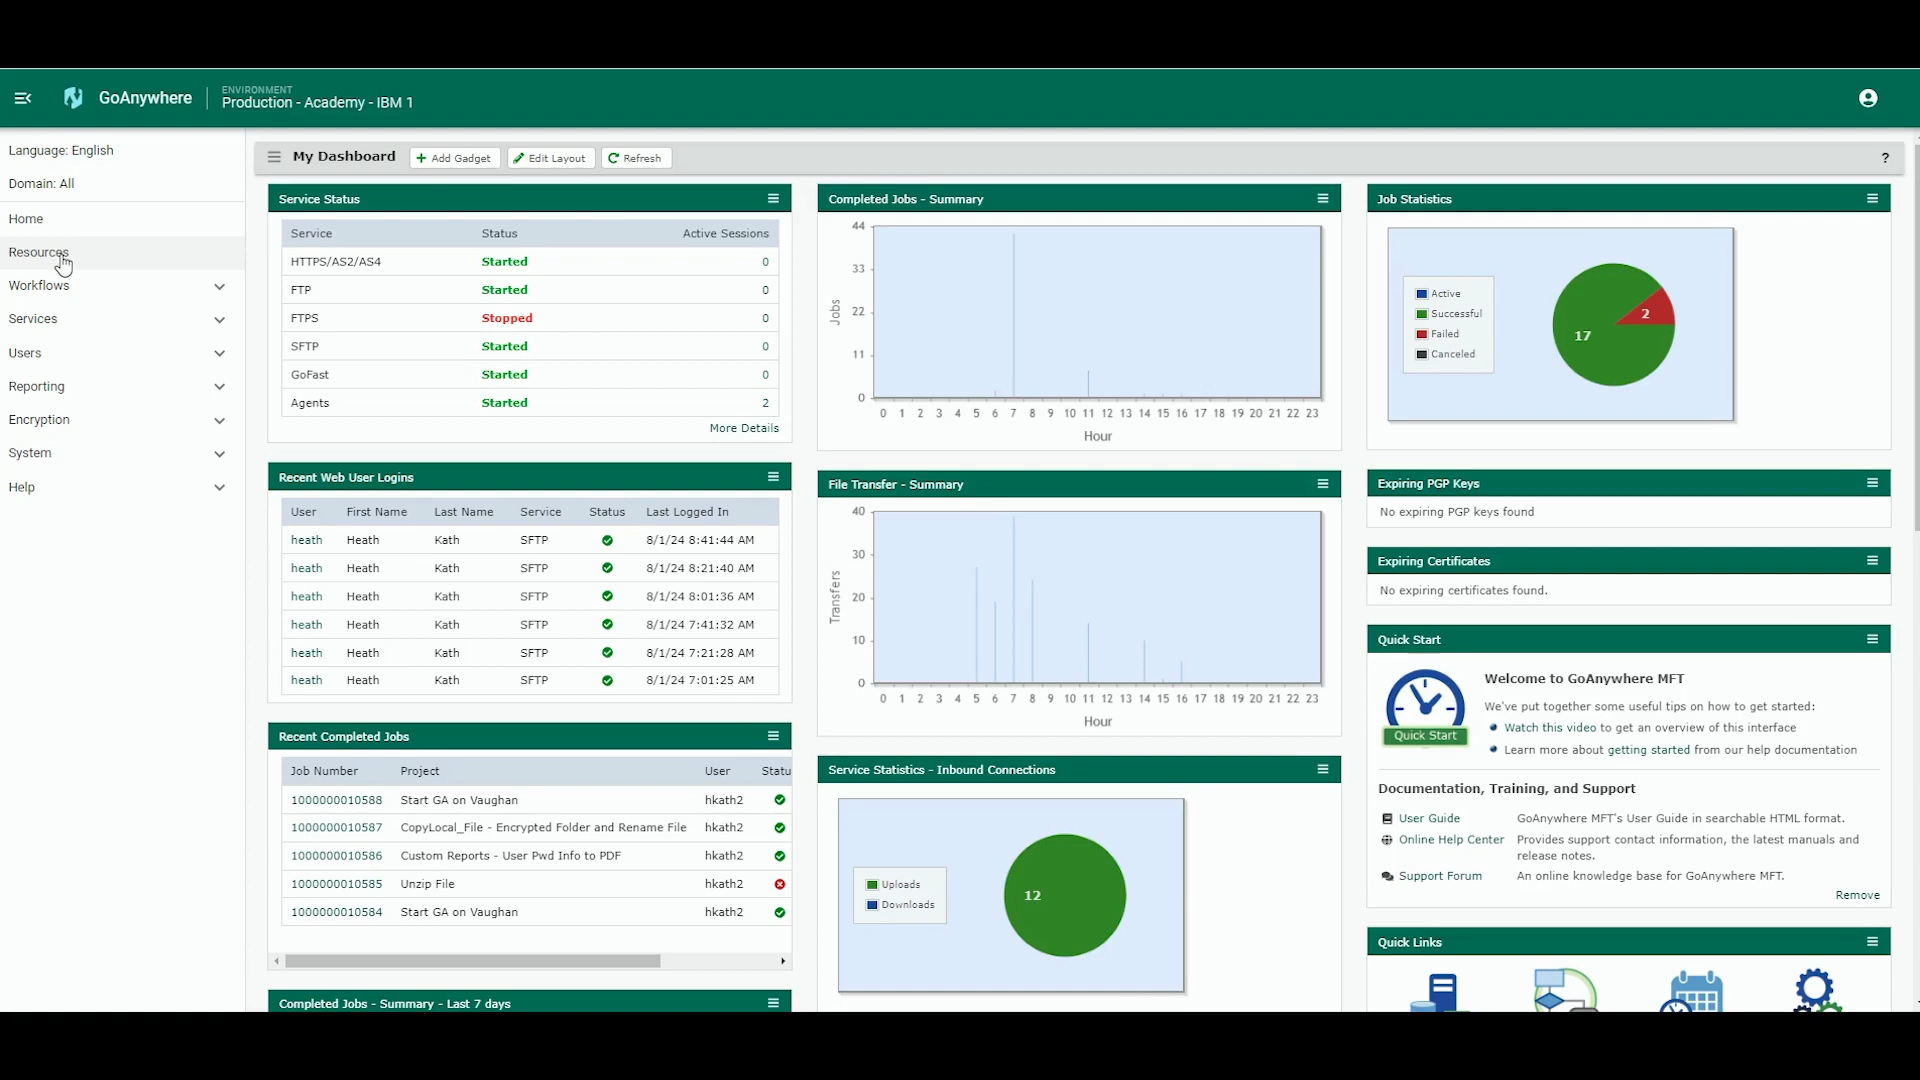 GoAnywhere
ENVIRONMENT
Production - Academy - IBM 1
Language: English
Domain: All
Home
Resources
Workflows
Services
Users
Reporting
Encryption
System
Help
My Dashboard
Add Gadget
Edit Layout
Refresh
?
Service Status
Service Status Active Sessions
HTTPS/AS2/AS4 Started 0
FTP Started 0
FTPS Stopped 0
SFTP Started 0
GoFast Started 0
Agents Started 2
More Details
Recent Web User Logins
User First Name Last Name Service Status Last Logged In
heath Heath Kath SFTP 8/1/24 8:41:44 AM
heath Heath Kath SFTP 8/1/24 8:21:40 AM
heath Heath Kath SFTP 8/1/24 8:01:36 AM
heath Heath Kath SFTP 8/1/24 7:41:32 AM
heath Heath Kath SFTP 8/1/24 7:21:28 AM
heath Heath Kath SFTP 8/1/24 7:01:25 AM
Recent Completed Jobs
Job Number Project User Statu
1000000010588 Start GA on Vaughan hkath2
1000000010587 CopyLocal_File - Encrypted Folder and Rename File hkath2
1000000010586 Custom Reports - User Pwd Info to PDF hkath2
1000000010585 Unzip File hkath2
1000000010584 Start GA on Vaughan hkath2
Completed Jobs - Summary - Last 7 days
Completed Jobs - Summary
44
33
22
11
0
Jobs
0 1 2 3 4 5 6 7 8 9 10 11 12 13 14 15 16 17 18 19 20 21 22 23
Hour
File Transfer - Summary
40
30
20
10
0
Transfers
0 1 2 3 4 5 6 7 8 9 10 11 12 13 14 15 16 17 18 19 20 21 22 23
Hour
Service Statistics - Inbound Connections
Uploads
Downloads
12
Job Statistics
Active
Successful
Failed
Canceled
17
2
Expiring PGP Keys
No expiring PGP keys found
Expiring Certificates
No expiring certificates found.
Quick Start
Quick Start
Welcome to GoAnywhere MFT
We've put together some useful tips on how to get started:
Watch this video to get an overview of this interface
Learn more about getting started from our help documentation
Documentation, Training, and Support
User Guide GoAnywhere MFT's User Guide in searchable HTML format.
Online Help Center Provides support contact information, the latest manuals and
release notes.
Support Forum An online knowledge base for GoAnywhere MFT.
Remove
Quick Links